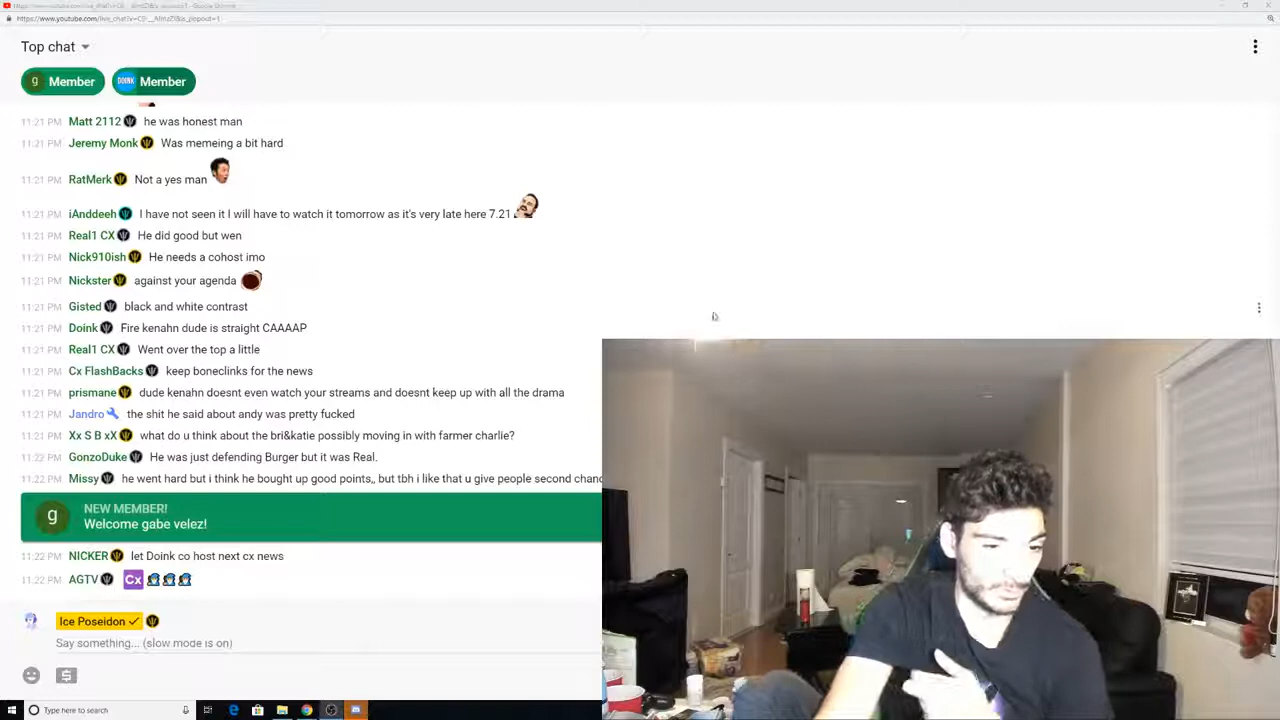 Top chat
g Member DOINK Member
11:21 PM Matt 2112 he was honest man
11:21 PM Jeremy Monk Was memeing a bit hard
11:21 PM RatMerk Not a yes man
11:21 PM iAnddeeh I have not seen it I will have to watch it tomorrow as it's very late here 7.21
11:21 PM Real1 CX He did good but wen
11:21 PM Nick910ish He needs a cohost imo
11:21 PM Nickster against your agenda
11:21 PM Gisted black and white contrast
11:21 PM Doink Fire kenahn dude is straight CAAAAP
11:21 PM Real1 CX Went over the top a little
11:21 PM Cx FlashBacks keep boneclinks for the news
11:21 PM prismane dude kenahn doesnt even watch your streams and doesnt keep up with all the drama
11:21 PM Jandro the shit he said about andy was pretty fucked
11:21 PM Xx S B xX what do u think about the bri&katie possibly moving in with farmer charlie?
11:22 PM GonzoDuke He was just defending Burger but it was Real.
11:22 PM Missy he went hard but i think he bought up good points,, but tbh i like that u give people second chanc
g NEW MEMBER!
Welcome gabe velez!
11:22 PM NICKER let Doink co host next cx news
11:22 PM AGTV Cx
Ice Poseidon
Say something... (slow mode is on)
Type here to search